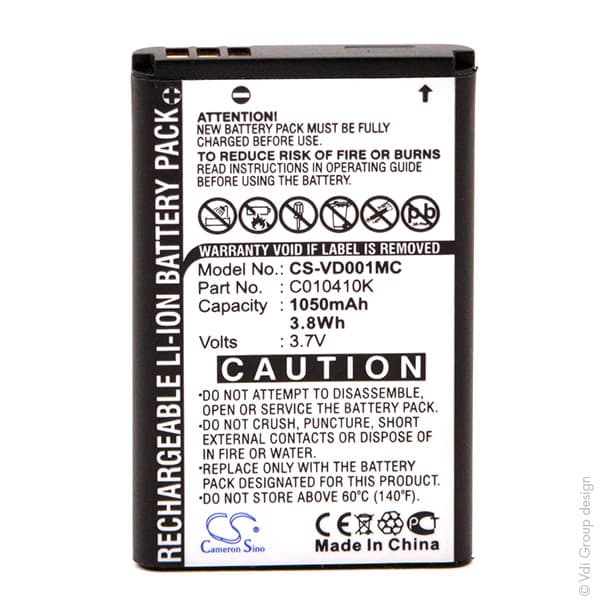 RECHARGEABLE LI-ION BATTERY PACK
ATTENTION!
NEW BATTERY PACK MUST BE FULLY
CHARGED BEFORE USE.
TO REDUCE RISK OF FIRE OR BURNS
READ INSTRUCTIONS IN OPERATING GUIDE
BEFORE USING THE BATTERY.
Pb
WARRANTY VOID IF LABEL IS REMOVED
Model No.: CS-VD001MC
Part No.: C010410K
Capacity : 1050mAh
3.8Wh
Volts : 3.7V
CAUTION
•DO NOT ATTEMPT TO DISASSEMBLE,
OPEN OR SERVICE THE BATTERY PACK.
•DO NOT CRUSH, PUNCTURE, SHORT
EXTERNAL CONTACTS OR DISPOSE OF
IN FIRE OR WATER.
•REPLACE ONLY WITH THE BATTERY PACK
DESIGNATED FOR THIS PRODUCT.
•DO NOT STORE ABOVE 60°C (140°F).
CS
Cameron Sino
CE
Made In China
© Vdi Group design